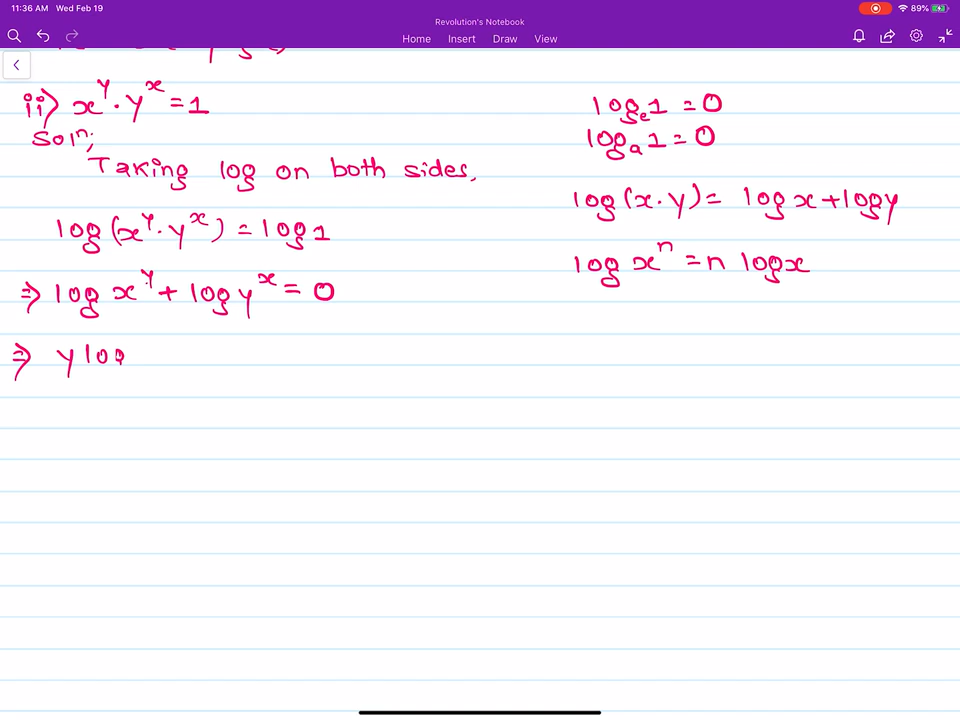 11:36 AM Wed Feb 19
89%
Revolution's Notebook
Home Insert Draw View
ii) x^y · y^x = 1
Soln;
Taking log on both sides,
log(x^y · y^x) = log 1
⇒ log x^y + log y^x = 0
⇒ y log
log_e 1 = 0
log_a 1 = 0
log(x·y) = log x + log y
log x^n = n log x